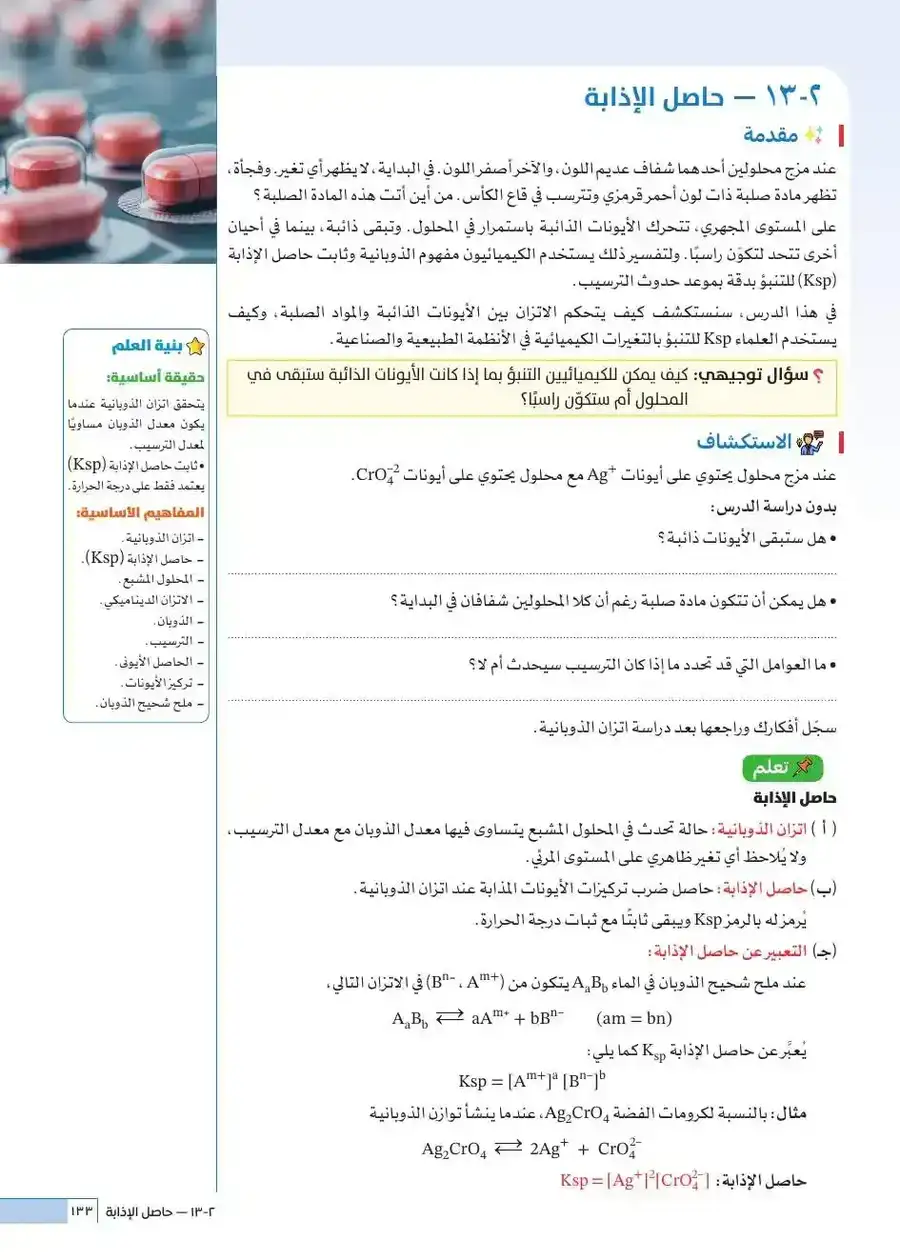 ٢-١٣ — حاصل الإذابة
مقدمة
عند مزج محلولين أحدهما شفاف عديم اللون، والآخر أصفر اللون. في البداية، لا يظهر أي تغير. وفجأة،
تظهر مادة صلبة ذات لون أحمر قرمزي وتترسب في قاع الكأس. من أين أتت هذه المادة الصلبة؟
على المستوى المجهري، تتحرك الأيونات الذائبة باستمرار في المحلول. وتبقى ذائبة، بينما في أحيان
أخرى تتحد لتكوّن راسبًا. ولتفسير ذلك يستخدم الكيميائيون مفهوم الذوبانية وثابت حاصل الإذابة
(Ksp) للتنبؤ بدقة بموعد حدوث الترسيب.
في هذا الدرس، سنستكشف كيف يتحكم الاتزان بين الأيونات الذائبة والمواد الصلبة، وكيف
يستخدم العلماء Ksp للتنبؤ بالتغيرات الكيميائية في الأنظمة الطبيعية والصناعية.
? سؤال توجيهي: كيف يمكن للكيميائيين التنبؤ بما إذا كانت الأيونات الذائبة ستبقى في
المحلول أم ستكوّن راسبًا؟
الاستكشاف
عند مزج محلول يحتوي على أيونات Ag⁺ مع محلول يحتوي على أيونات CrO₄⁻².
بدون دراسة الدرس:
• هل ستبقى الأيونات ذائبة؟
• هل يمكن أن تتكون مادة صلبة رغم أن كلا المحلولين شفافان في البداية؟
• ما العوامل التي قد تحدد ما إذا كان الترسيب سيحدث أم لا؟
سجّل أفكارك وراجعها بعد دراسة اتزان الذوبانية.
تعلم
حاصل الإذابة
(أ) اتزان الذوبانية: حالة تحدث في المحلول المشبع يتساوى فيها معدل الذوبان مع معدل الترسيب،
ولا يُلاحظ أي تغير ظاهري على المستوى المرئي.
(ب) حاصل الإذابة: حاصل ضرب تركيزات الأيونات المذابة عند اتزان الذوبانية.
يُرمز له بالرمز Ksp ويبقى ثابتًا مع ثبات درجة الحرارة.
(جـ) التعبير عن حاصل الإذابة:
عند ملح شحيح الذوبان في الماء AₐB_b يتكون من (Bⁿ⁻ ، Aᵐ⁺) في الاتزان التالي،
AₐB_b ⇄ aAᵐ⁺ + bBⁿ⁻ (am = bn)
يُعبَّر عن حاصل الإذابة K_sp كما يلي:
Ksp = [Aᵐ⁺]ᵃ [Bⁿ⁻]ᵇ
مثال: بالنسبة لكرومات الفضة Ag₂CrO₄، عندما ينشأ توازن الذوبانية
Ag₂CrO₄ ⇄ 2Ag⁺ + CrO₄²⁻
حاصل الإذابة: Ksp = [Ag⁺]²[CrO₄²⁻]
بنية العلم
حقيقة أساسية:
يتحقق اتزان الذوبانية عندما
يكون معدل الذوبان مساويًا
لمعدل الترسيب.
• ثابت حاصل الإذابة (Ksp)
يعتمد فقط على درجة الحرارة.
المفاهيم الأساسية:
– اتزان الذوبانية.
– حاصل الإذابة (Ksp).
– المحلول المشبع.
– الاتزان الديناميكي.
– الذوبان.
– الترسيب.
– الحاصل الأيونى.
– تركيز الأيونات.
– ملح شحيح الذوبان.
٢-١٣ — حاصل الإذابة
١٣٣